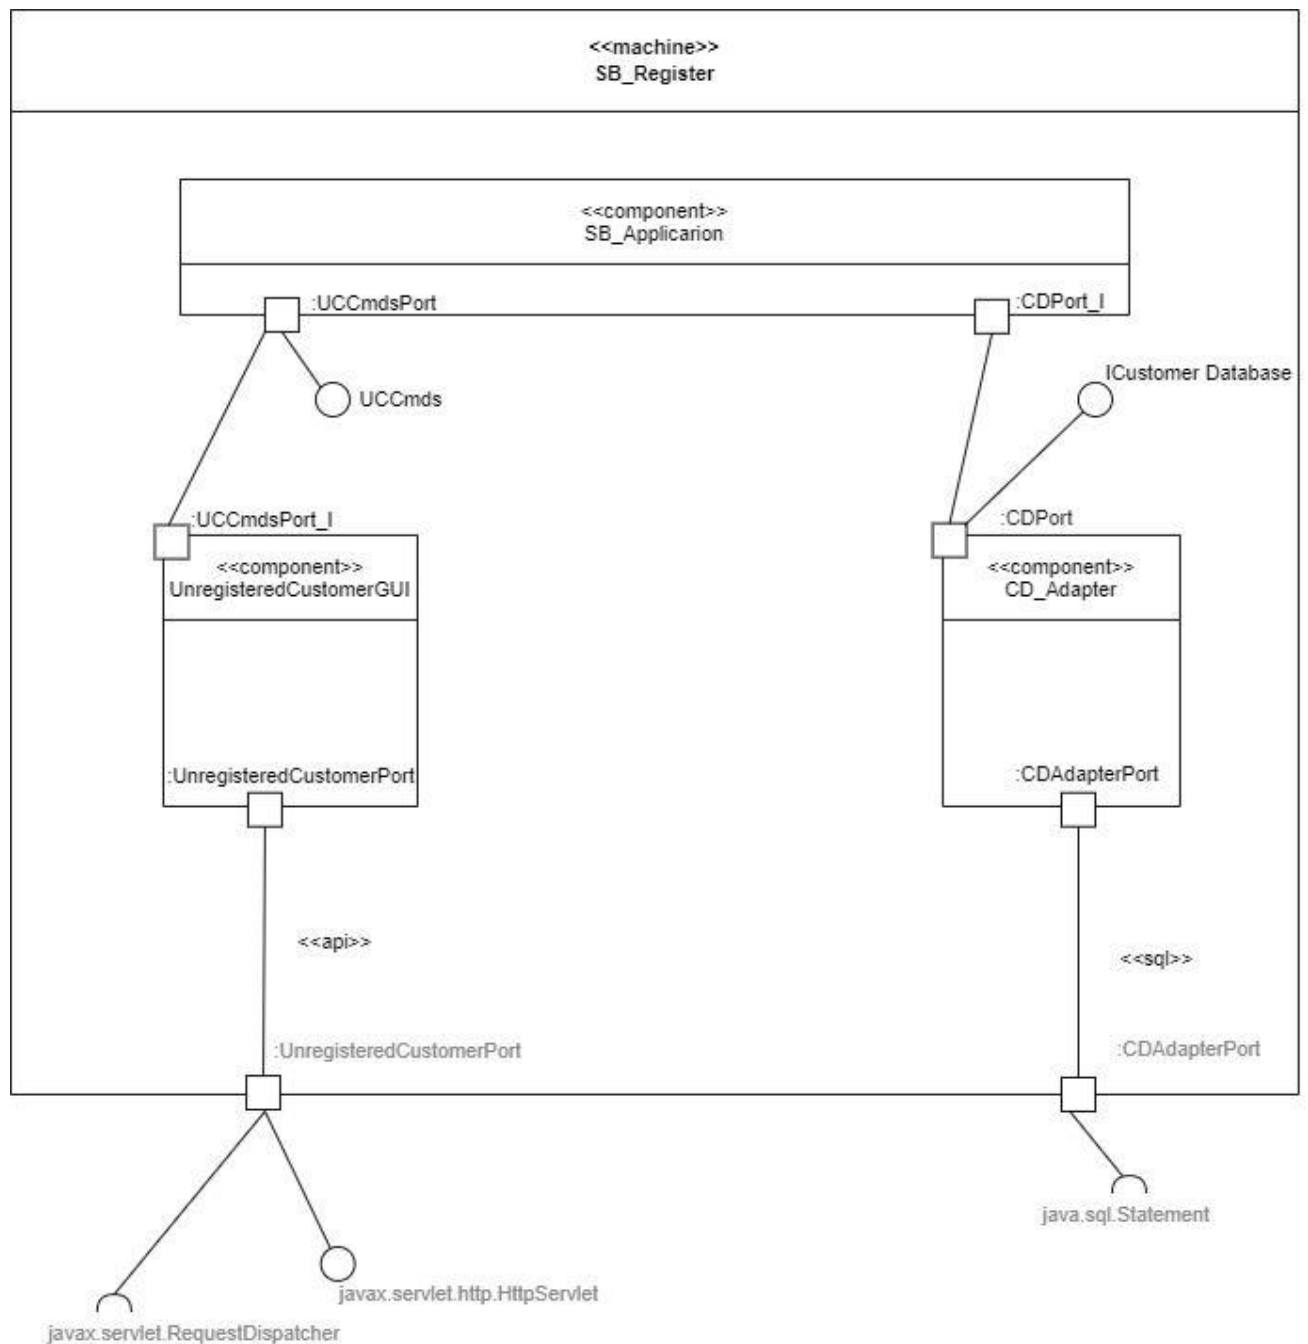 <<machine>>
SB_Register
<<component>>
SB_Applicarion
:UCCmdsPort
:CDPort_I
ICustomer Database
UCCmds
:UCCmdsPort_I
:CDPort
<<component>>
UnregisteredCustomerGUI
<<component>>
CD_Adapter
:UnregisteredCustomerPort
:CDAdapterPort
<<api>>
<<sql>>
:UnregisteredCustomerPort
:CDAdapterPort
java.sql.Statement
javax.servlet.http.HttpServlet
javax.servlet.RequestDispatcher